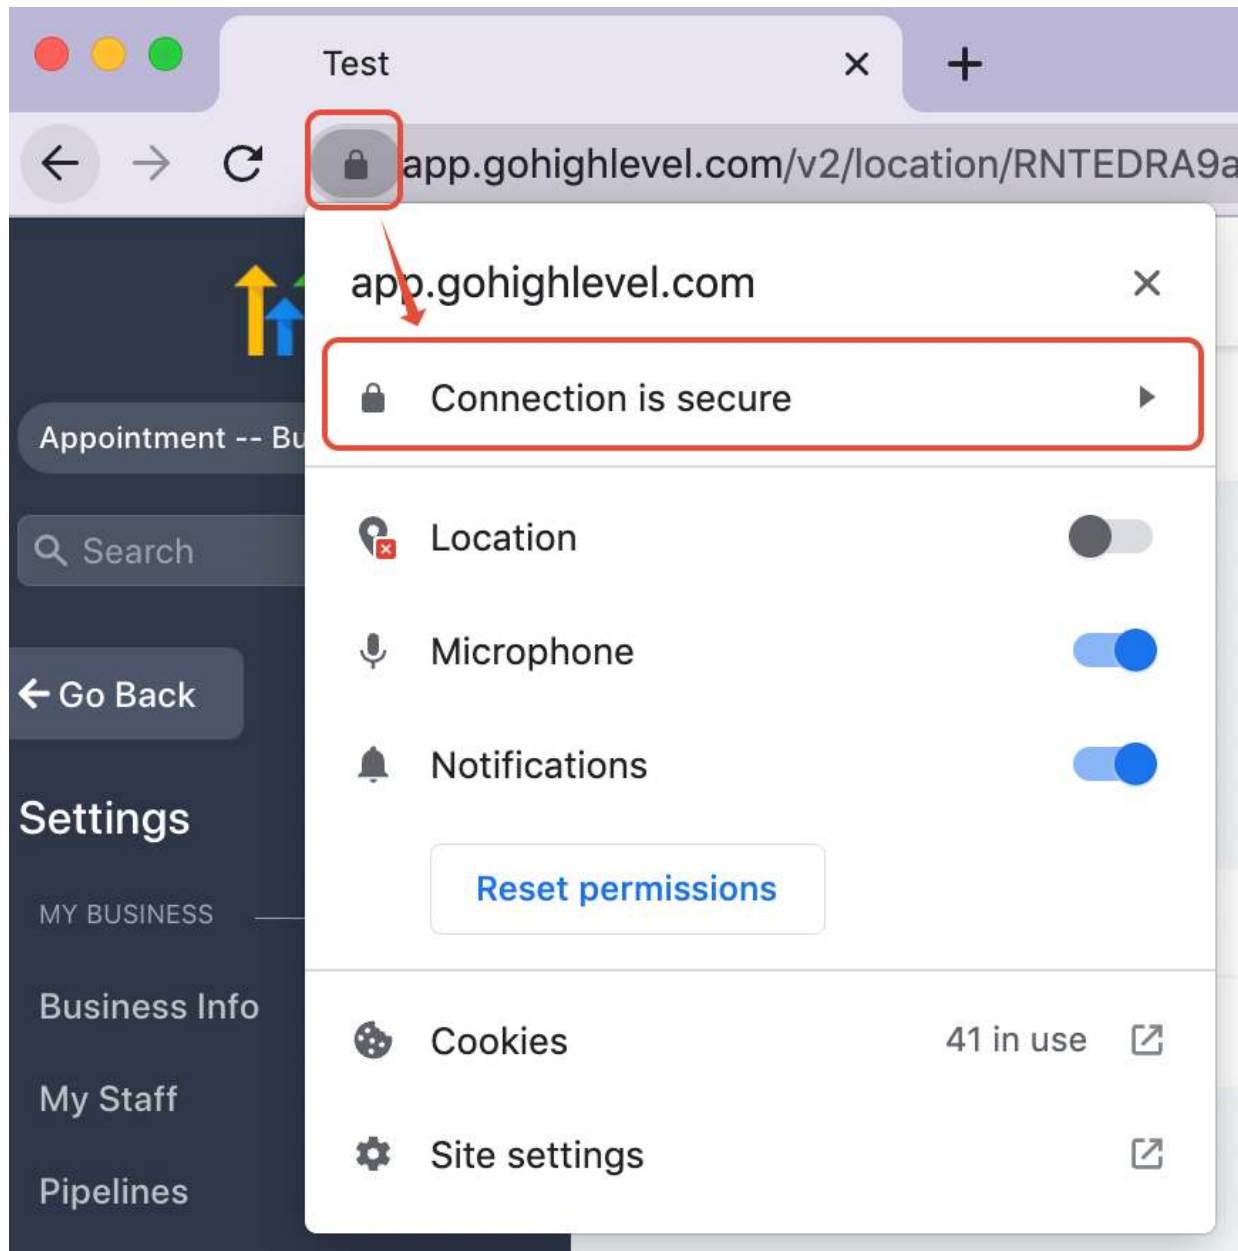 Test
app.gohighlevel.com/v2/location/RNTEDRA9a
app.gohighlevel.com
Connection is secure
Appointment -- Bu
Search
Location
Microphone
Go Back
Notifications
Settings
Reset permissions
MY BUSINESS
Business Info
Cookies 41 in use
My Staff
Site settings
Pipelines